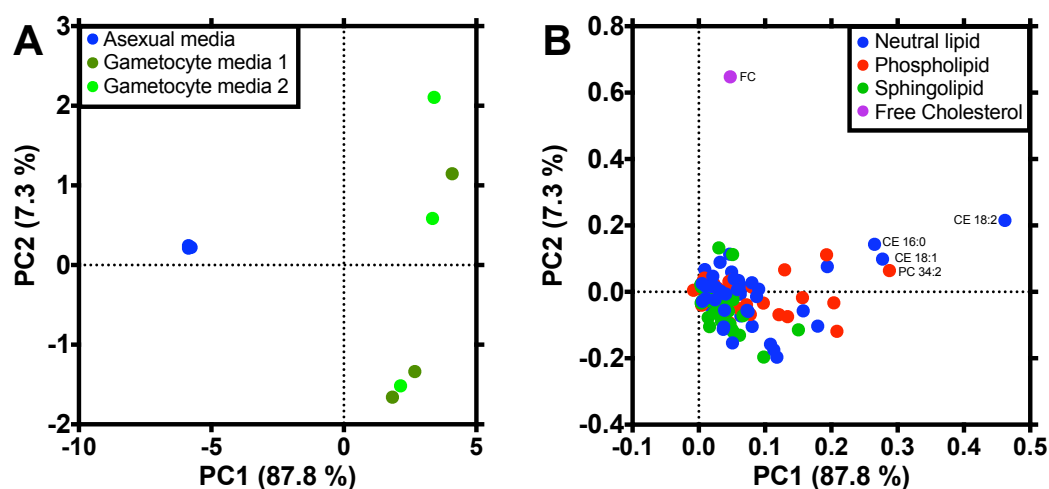 A
Asexual media
Gametocyte media 1
Gametocyte media 2
3
2
1
0
-1
-2
PC2 (7.3 %)
-10
-5
0
5
PC1 (87.8 %)
B
Neutral lipid
Phospholipid
Sphingolipid
Free Cholesterol
FC
CE 18:2
CE 16:0
CE 18:1
PC 34:2
0.8
0.6
0.4
0.2
0.0
-0.2
-0.4
PC2 (7.3 %)
-0.1
0.0
0.1
0.2
0.3
0.4
0.5
PC1 (87.8 %)